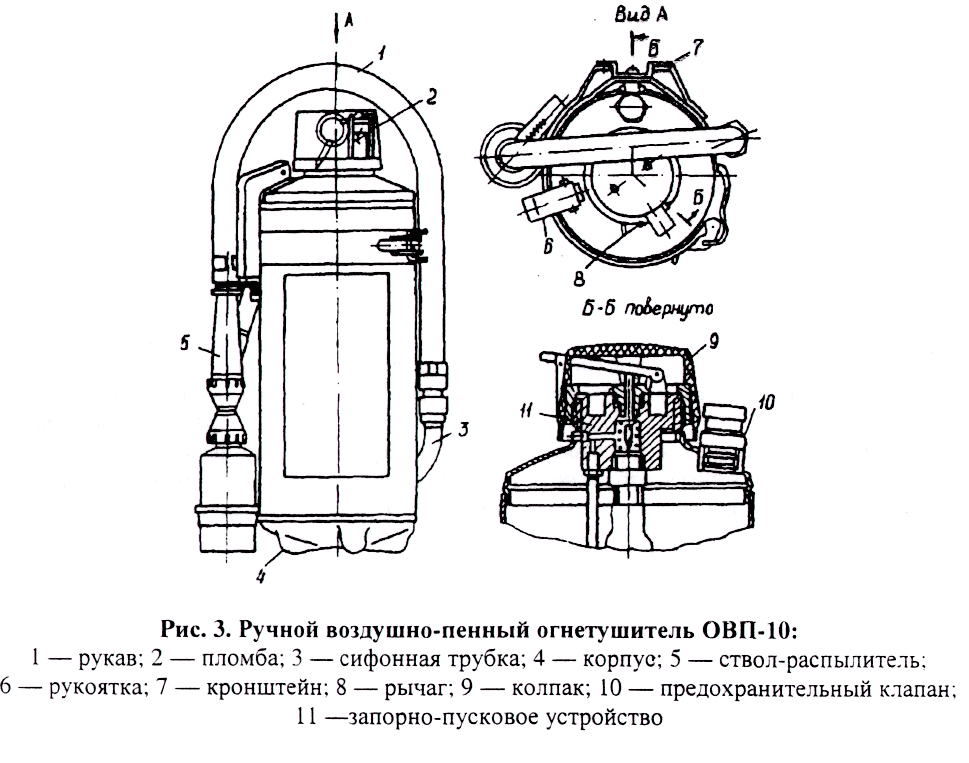 А
1
2
5
3
4
Вид А
Б
7
Б
6
8
Б-Б повернуто
9
11
10
Рис. 3. Ручной воздушно-пенный огнетушитель ОВП-10:
1 — рукав; 2 — пломба; 3 — сифонная трубка; 4 — корпус; 5 — ствол-распылитель;
6 — рукоятка; 7 — кронштейн; 8 — рычаг; 9 — колпак; 10 — предохранительный клапан;
11 —запорно-пусковое устройство